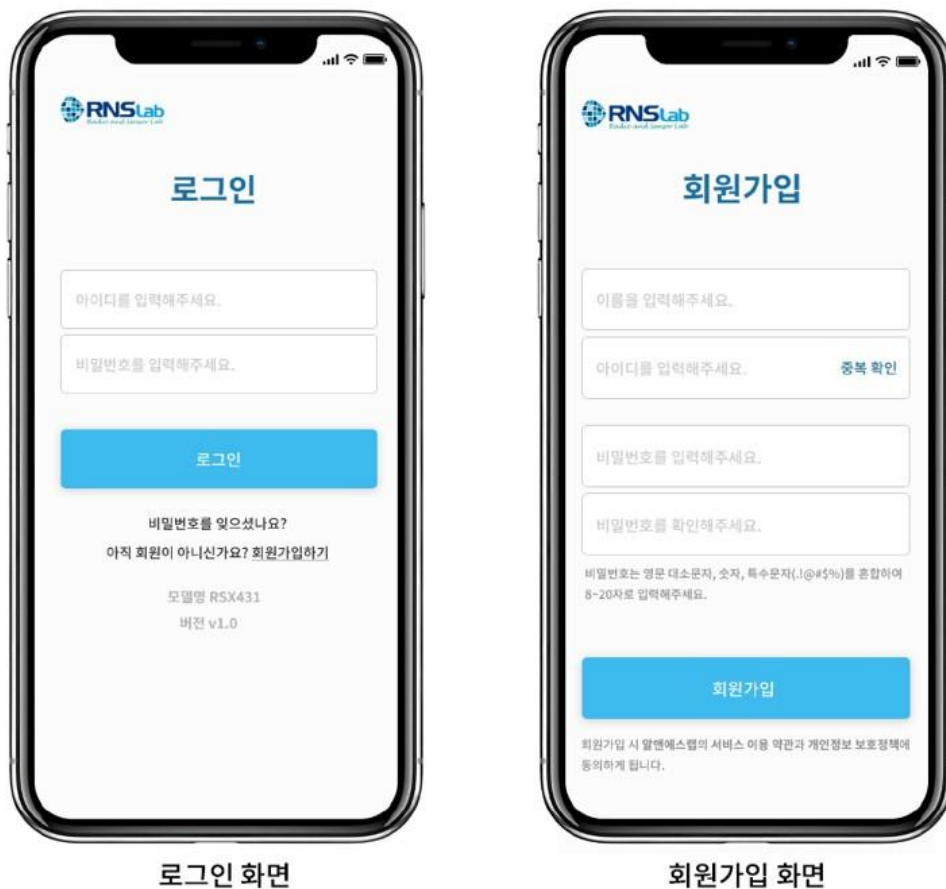 RNSLab
Radio and Sensor Lab
로그인
아이디를 입력해주세요.
비밀번호를 입력해주세요.
로그인
비밀번호를 잊으셨나요?
아직 회원이 아니신가요? 회원가입하기
모델명 RSX431
버전 v1.0
로그인 화면
RNSLab
Radio and Sensor Lab
회원가입
이름을 입력해주세요.
아이디를 입력해주세요. 중복 확인
비밀번호를 입력해주세요.
비밀번호를 확인해주세요.
비밀번호는 영문 대소문자, 숫자, 특수문자(.!@#$%)를 혼합하여
8~20자로 입력해주세요.
회원가입
회원가입 시 알앤에스랩의 서비스 이용 약관과 개인정보 보호정책에
동의하게 됩니다.
회원가입 화면